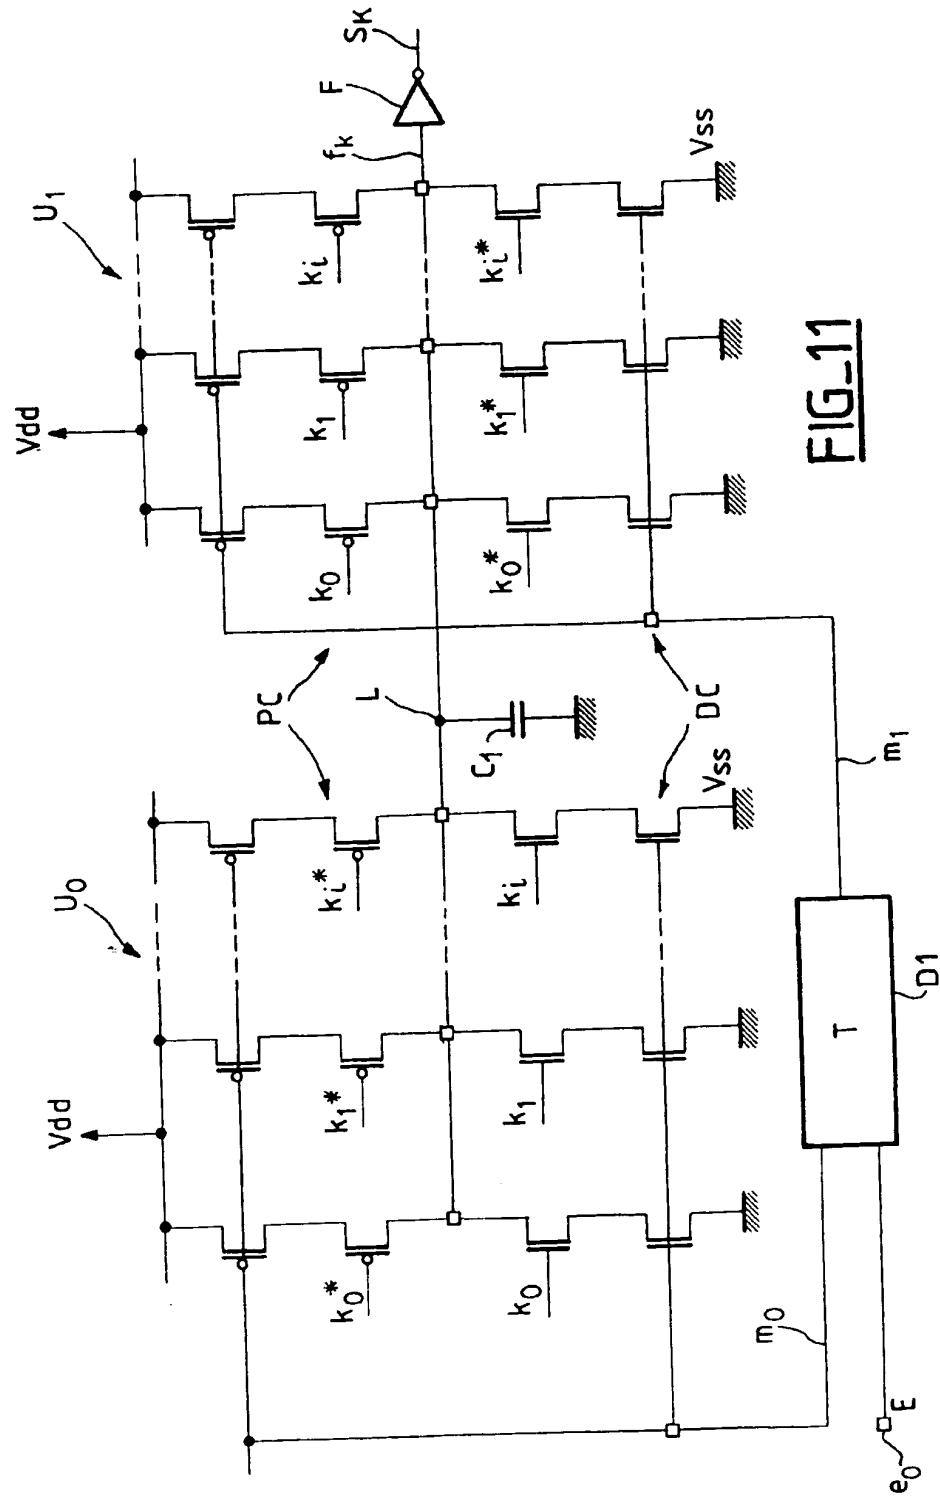 U0
Vdd
k0*
k1*
ki*
k0
k1
ki
Vss
PC
L
C1
DC
U1
Vdd
k0
k1
ki
k0*
k1*
ki*
Vss
fK
F
SK
m0
m1
T
D1
E
e0
FIG_11